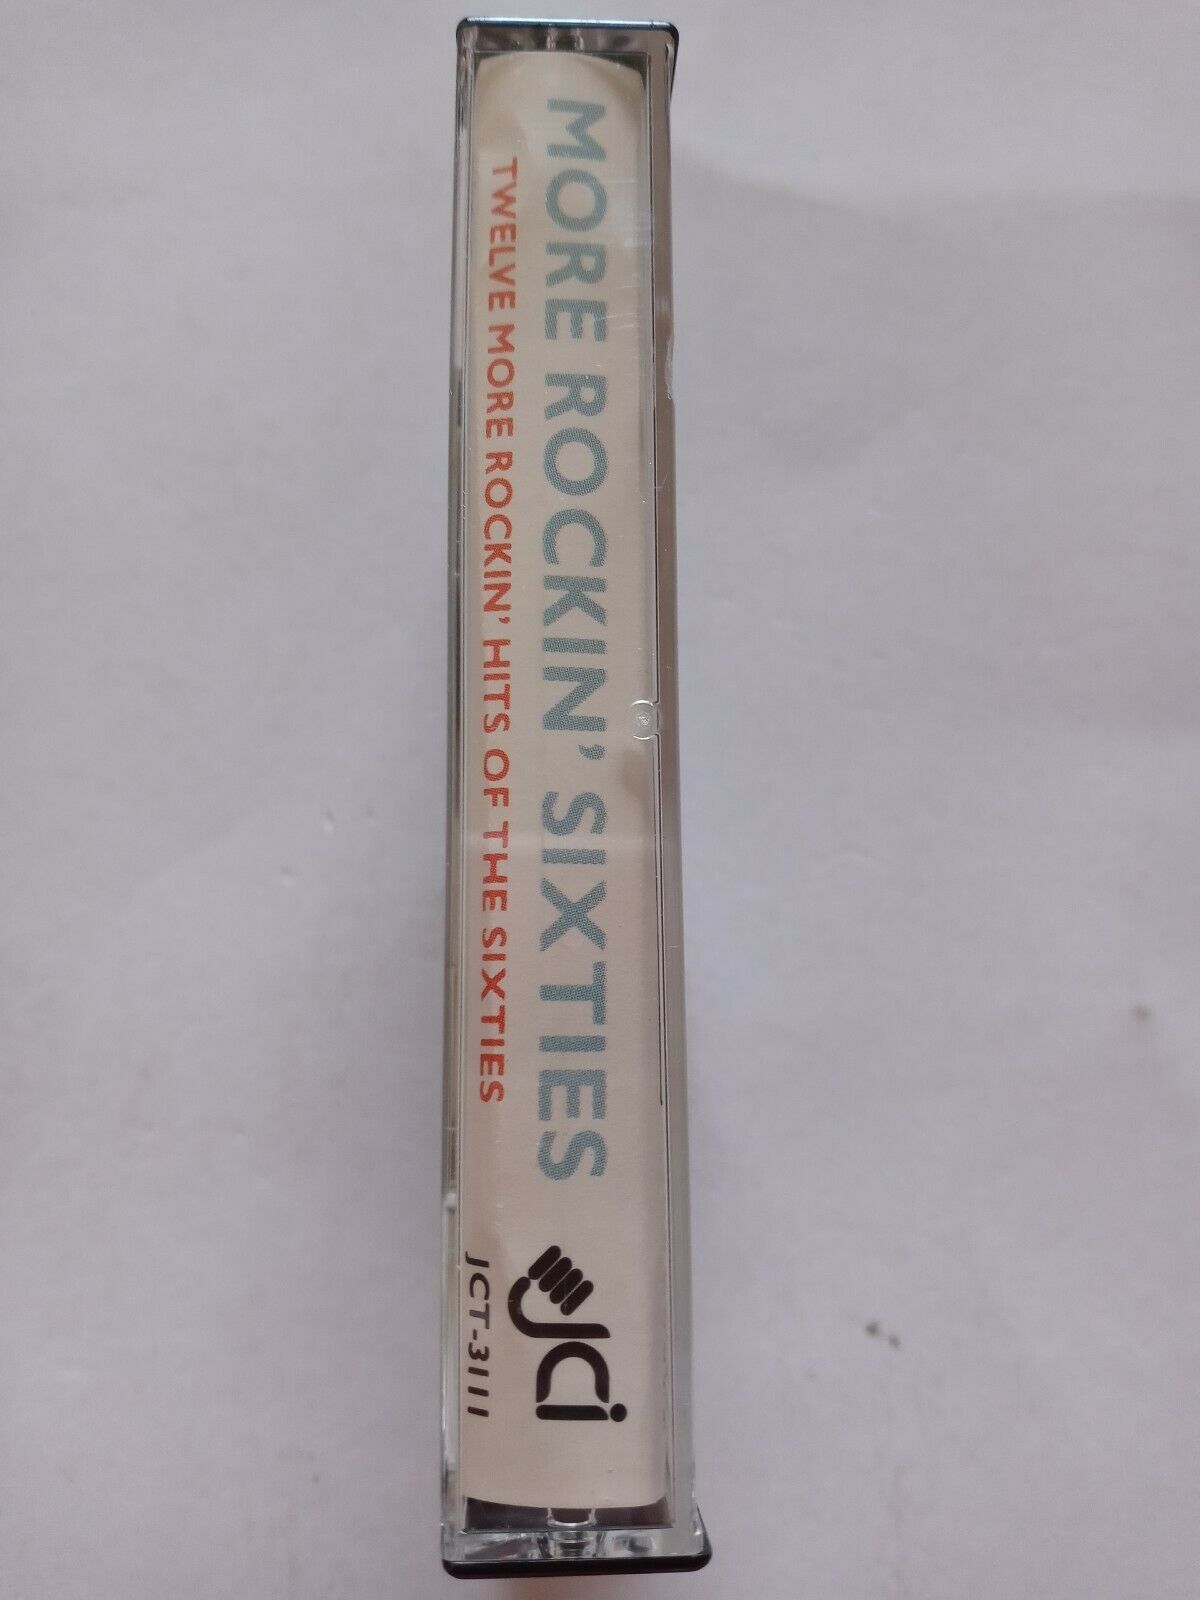 MORE ROCKIN' SIXTIES
TWELVE MORE ROCKIN' HITS OF THE SIXTIES
JCi
JCT-3111